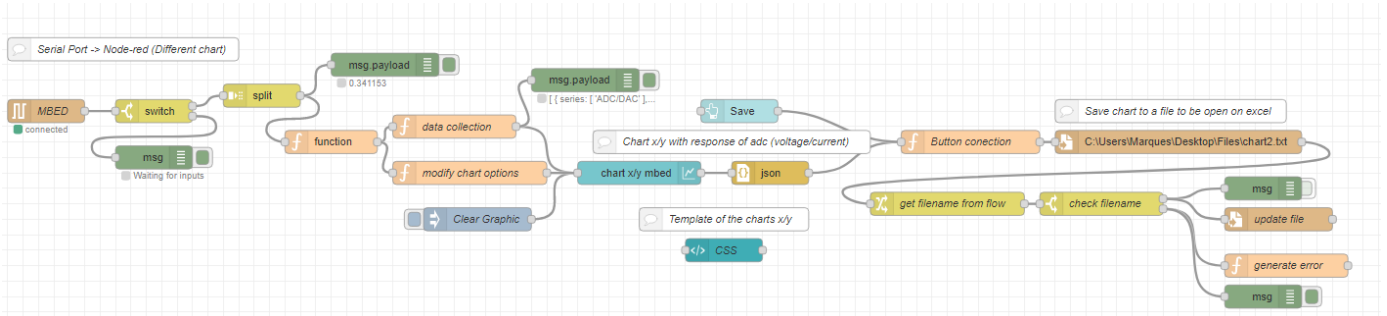 Serial Port -> Node-red (Different chart)
MBED
connected
switch
msg
Waiting for inputs
split
msg.payload
0.341153
function
data collection
modify chart options
Clear Graphic
msg.payload
[ { series: [ 'ADC/DAC' ],...
Save
Chart x/y with response of adc (voltage/current)
chart x/y mbed
json
Template of the charts x/y
CSS
Save chart to a file to be open on excel
Button conection
C:\Users\Marques\Desktop\Files\chart2.txt
get filename from flow
check filename
msg
update file
generate error
msg